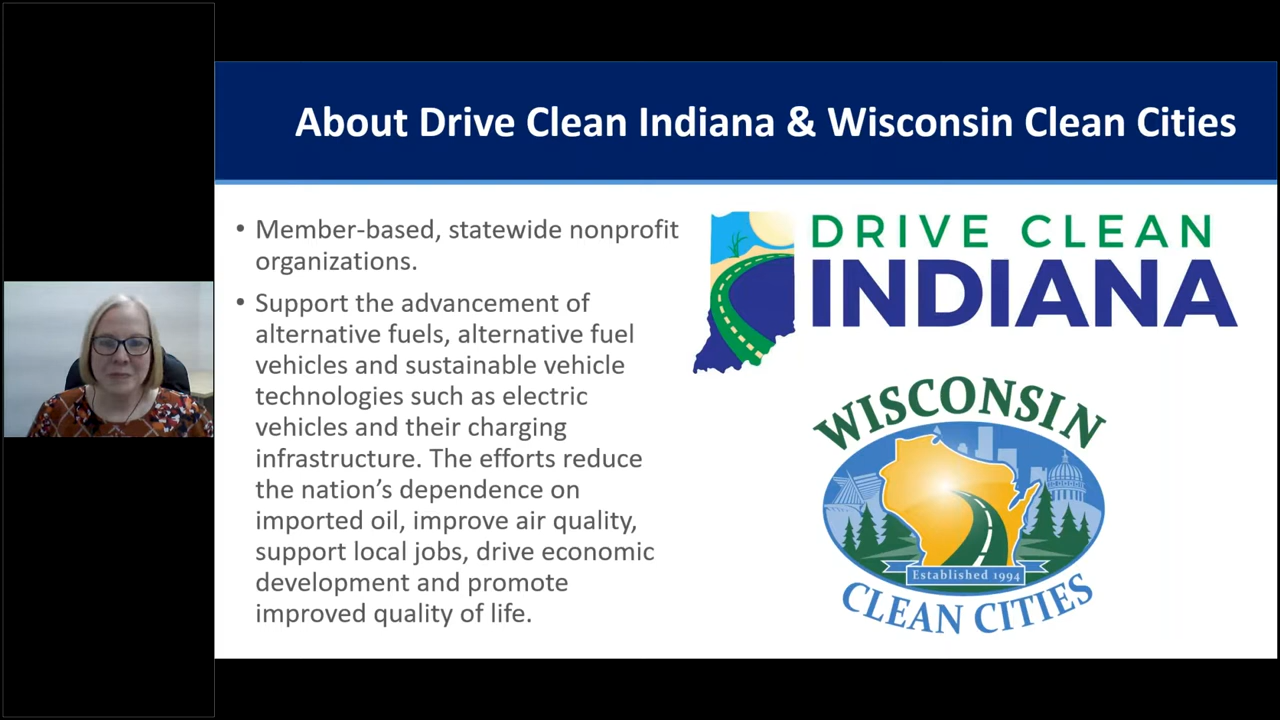 About Drive Clean Indiana & Wisconsin Clean Cities
• Member-based, statewide nonprofit
organizations.
• Support the advancement of
alternative fuels, alternative fuel
vehicles and sustainable vehicle
technologies such as electric
vehicles and their charging
infrastructure. The efforts reduce
the nation’s dependence on
imported oil, improve air quality,
support local jobs, drive economic
development and promote
improved quality of life.
DRIVE CLEAN
INDIANA
WISCONSIN
Established 1994
CLEAN CITIES